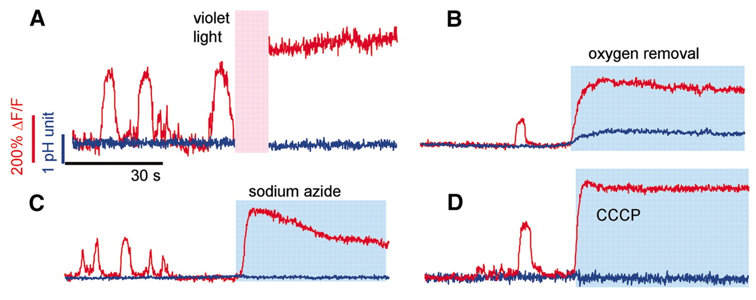 A
violet
light
B
oxygen removal
200% ΔF/F
1 pH unit
30 s
C
sodium azide
D
CCCP